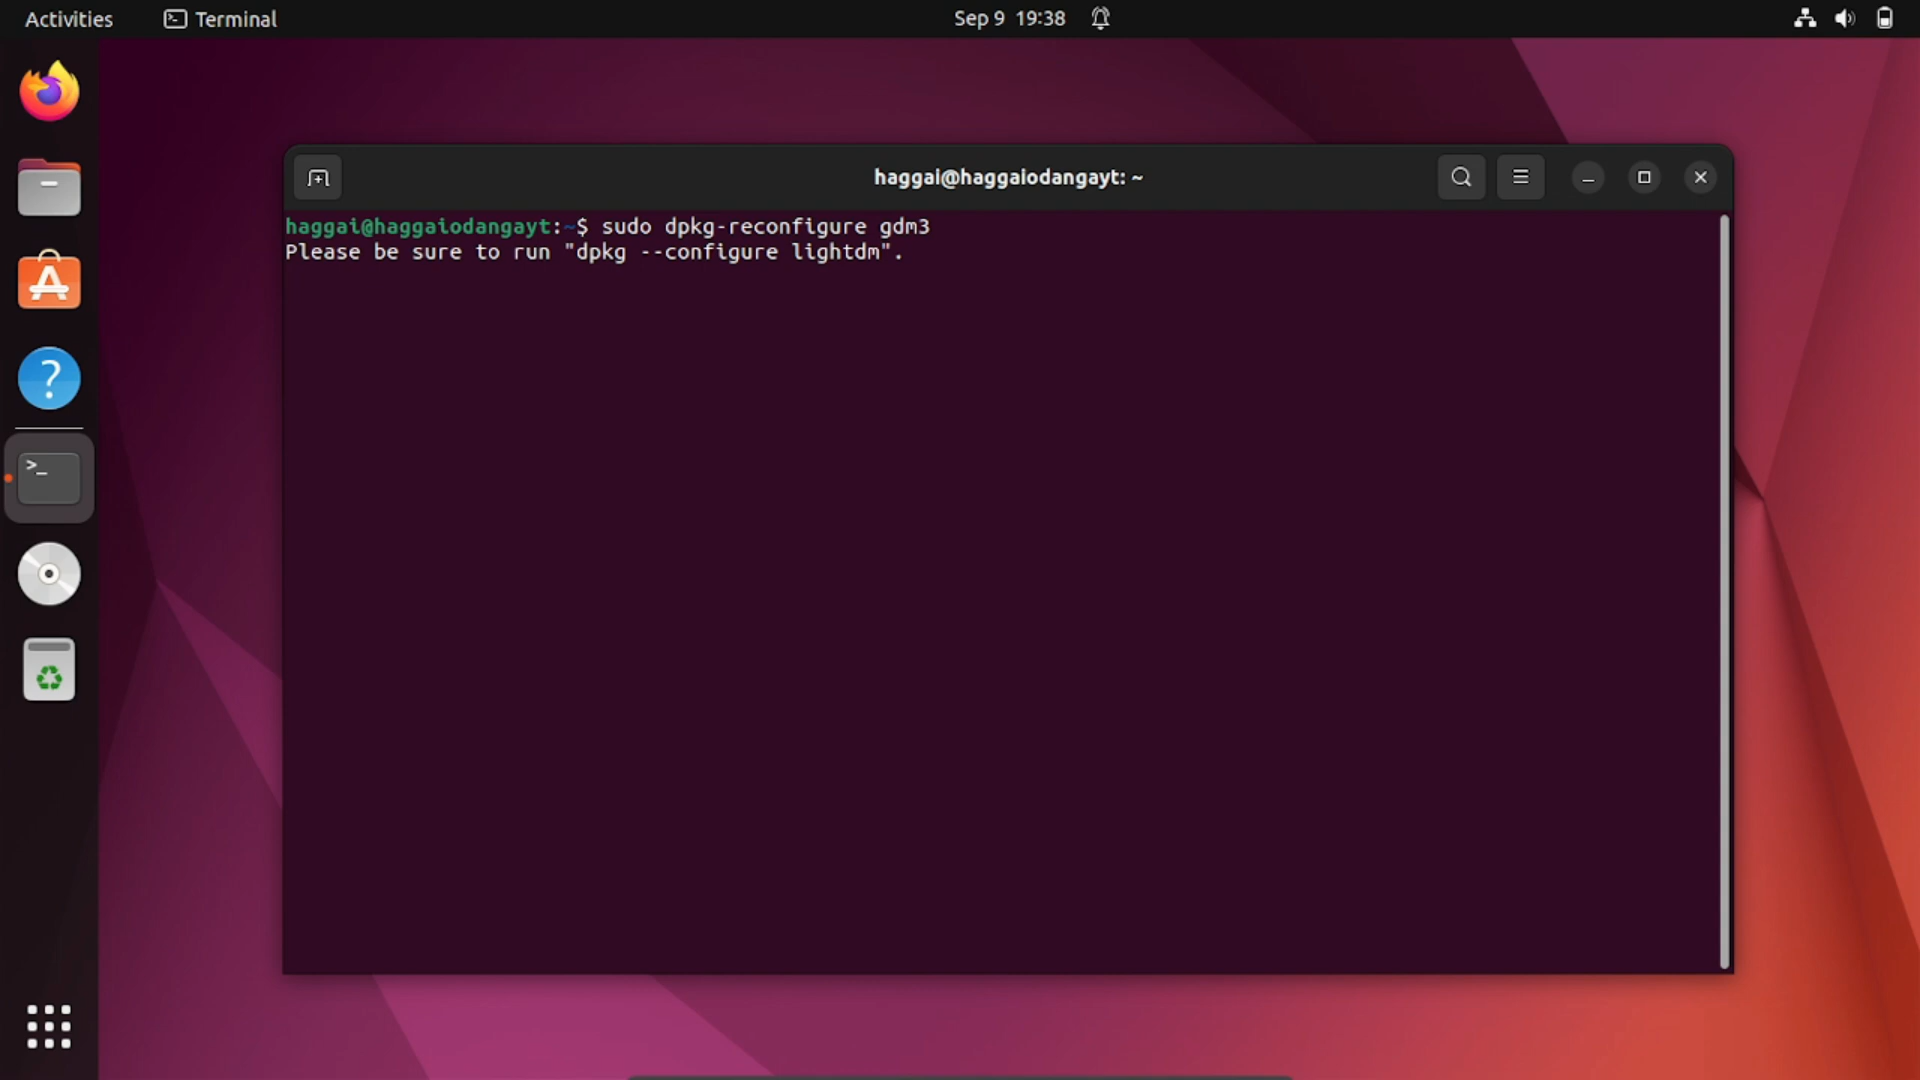 Activities Terminal Sep 9 19:38
haggai@haggaiodangayt: ~
haggai@haggaiodangayt:~$ sudo dpkg-reconfigure gdm3
Please be sure to run "dpkg --configure lightdm".